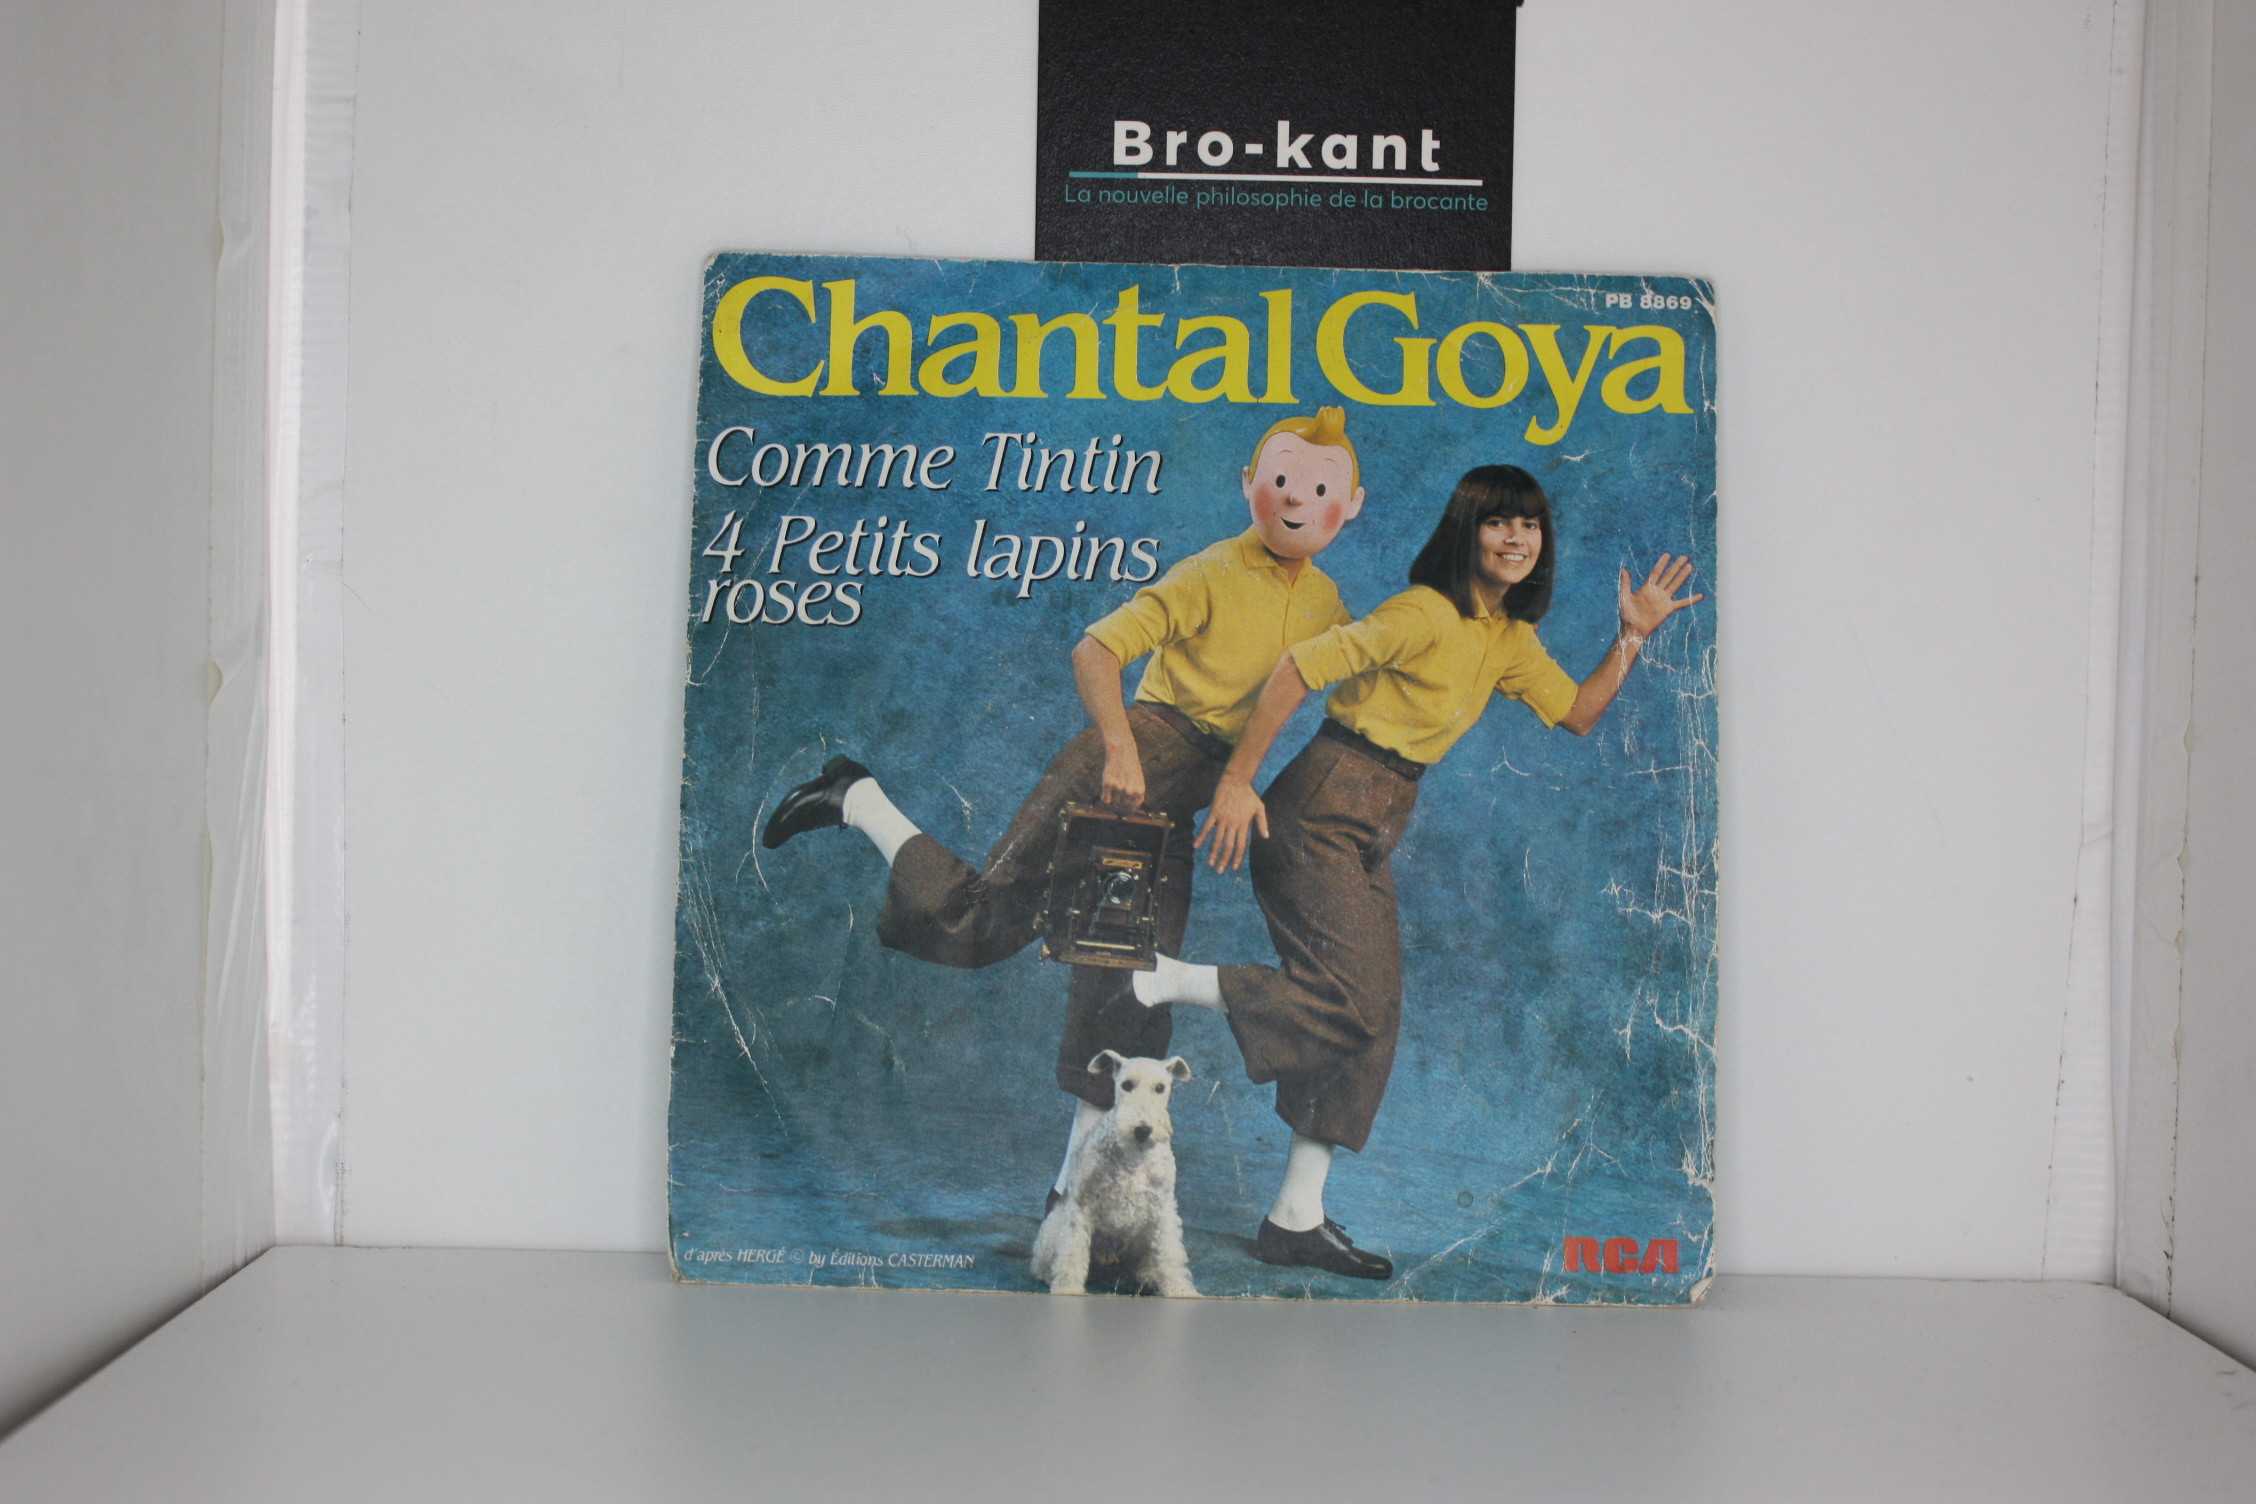 Bro-kant
La nouvelle philosophie de la brocante
PB 8869
Chantal Goya
Comme Tintin
4 Petits lapins
roses
d'après HERGÉ © by Éditions CASTERMAN
RCA